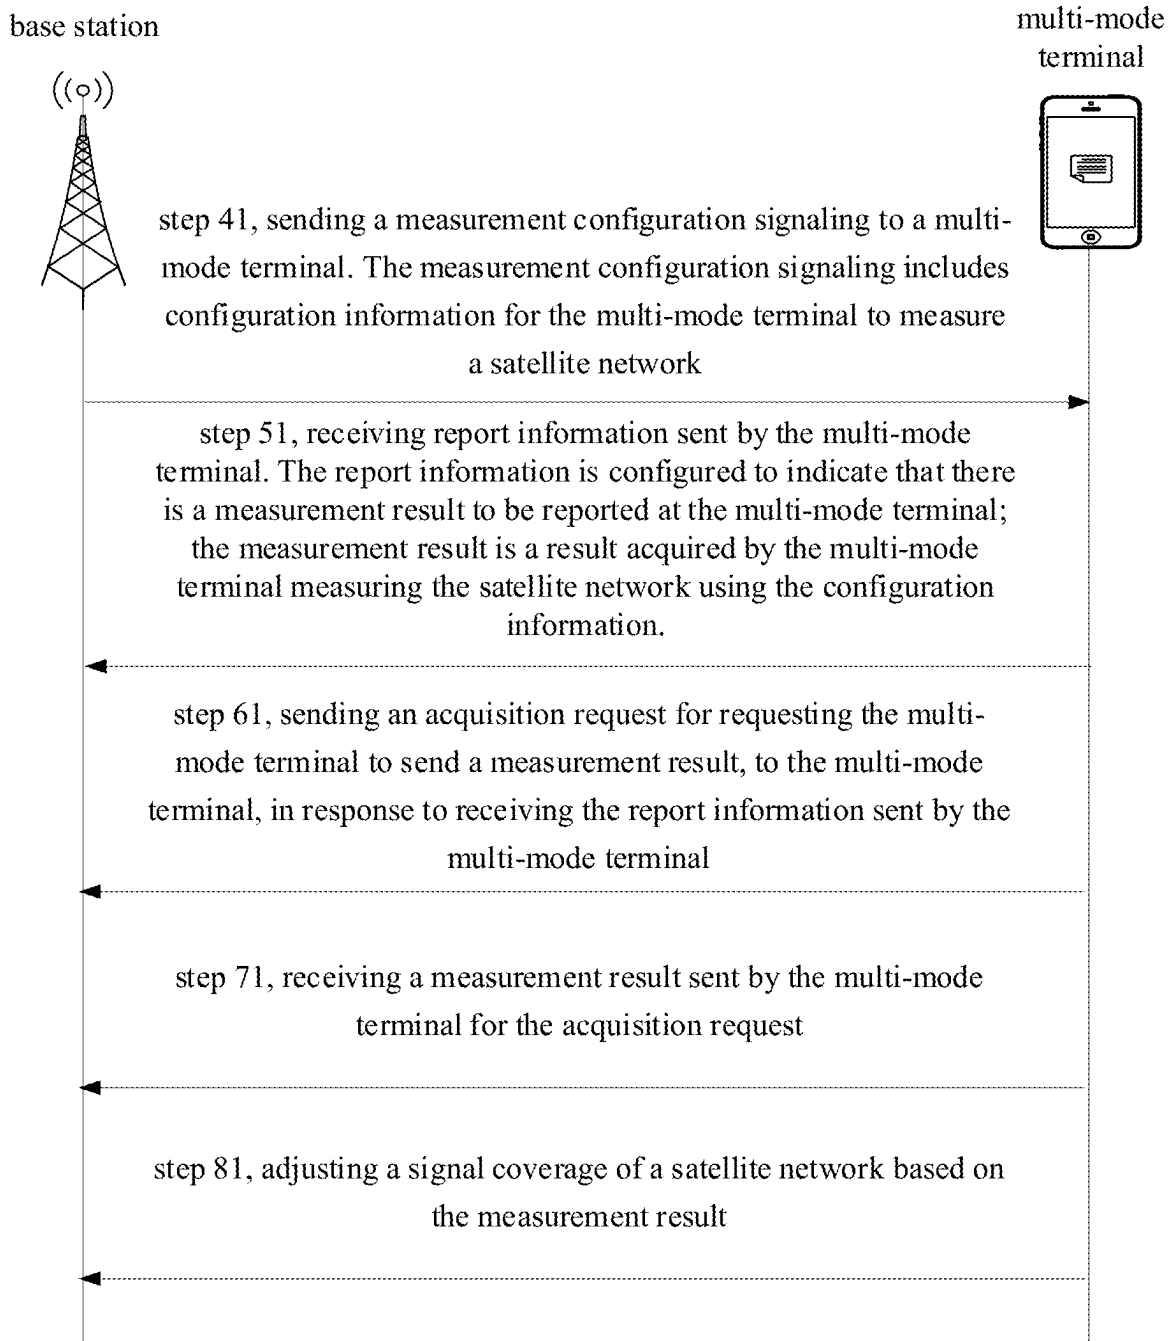 base station
multi-mode
terminal
step 41, sending a measurement configuration signaling to a multi-
mode terminal. The measurement configuration signaling includes
configuration information for the multi-mode terminal to measure
a satellite network
step 51, receiving report information sent by the multi-mode
terminal. The report information is configured to indicate that there
is a measurement result to be reported at the multi-mode terminal;
the measurement result is a result acquired by the multi-mode
terminal measuring the satellite network using the configuration
information.
step 61, sending an acquisition request for requesting the multi-
mode terminal to send a measurement result, to the multi-mode
terminal, in response to receiving the report information sent by the
multi-mode terminal
step 71, receiving a measurement result sent by the multi-mode
terminal for the acquisition request
step 81, adjusting a signal coverage of a satellite network based on
the measurement result